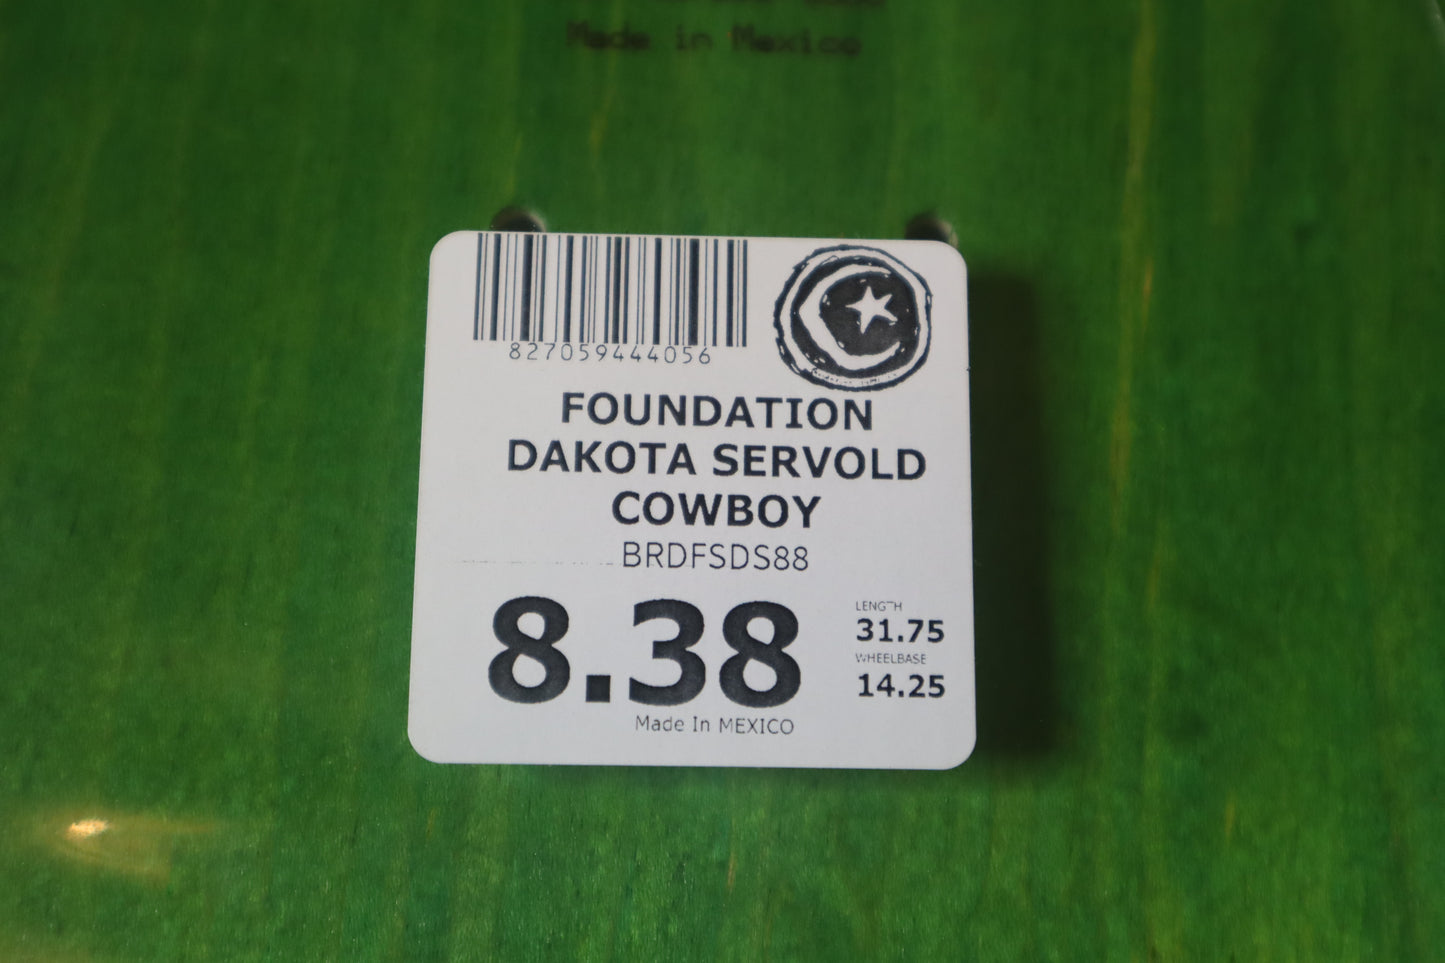 Made in Mexico
827059444056
FOUNDATION
DAKOTA SERVOLD
COWBOY
BRDFSDS88
8.38
LENGTH
31.75
WHEELBASE
14.25
Made In MEXICO